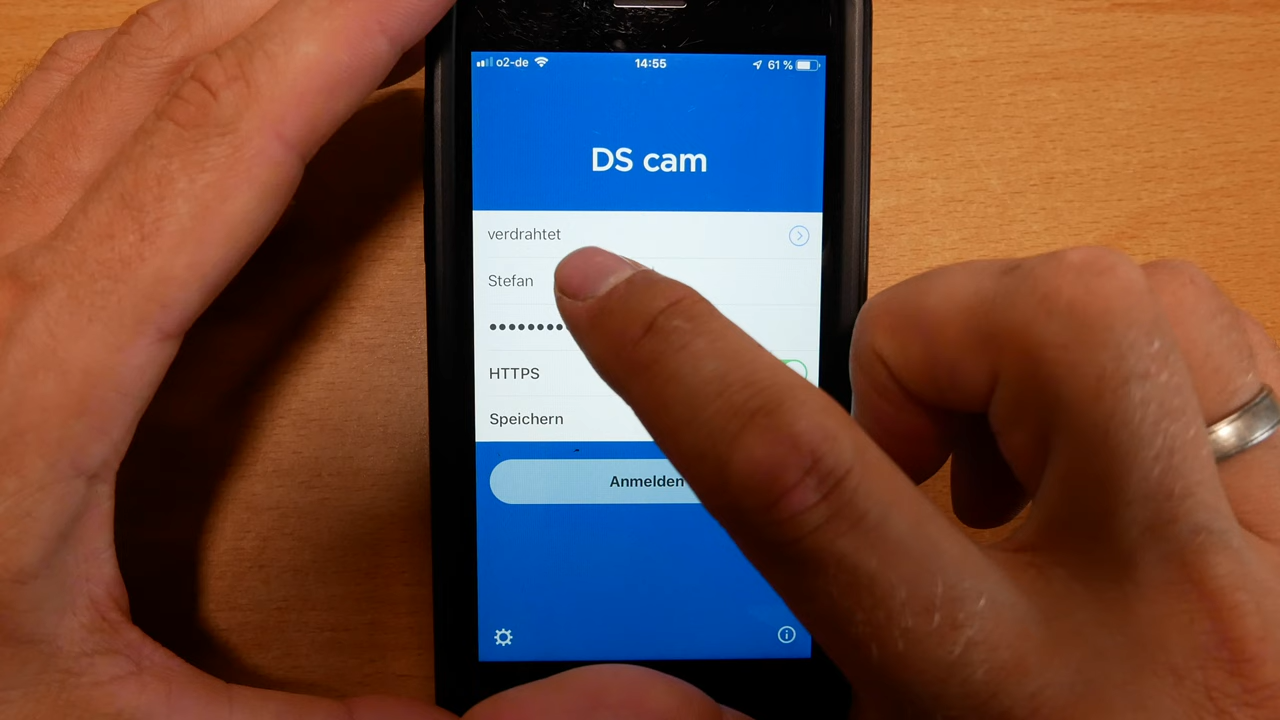 o2-de 14:55 61 %
DS cam
verdrahtet
Stefan
HTTPS
Speichern
Anmelden